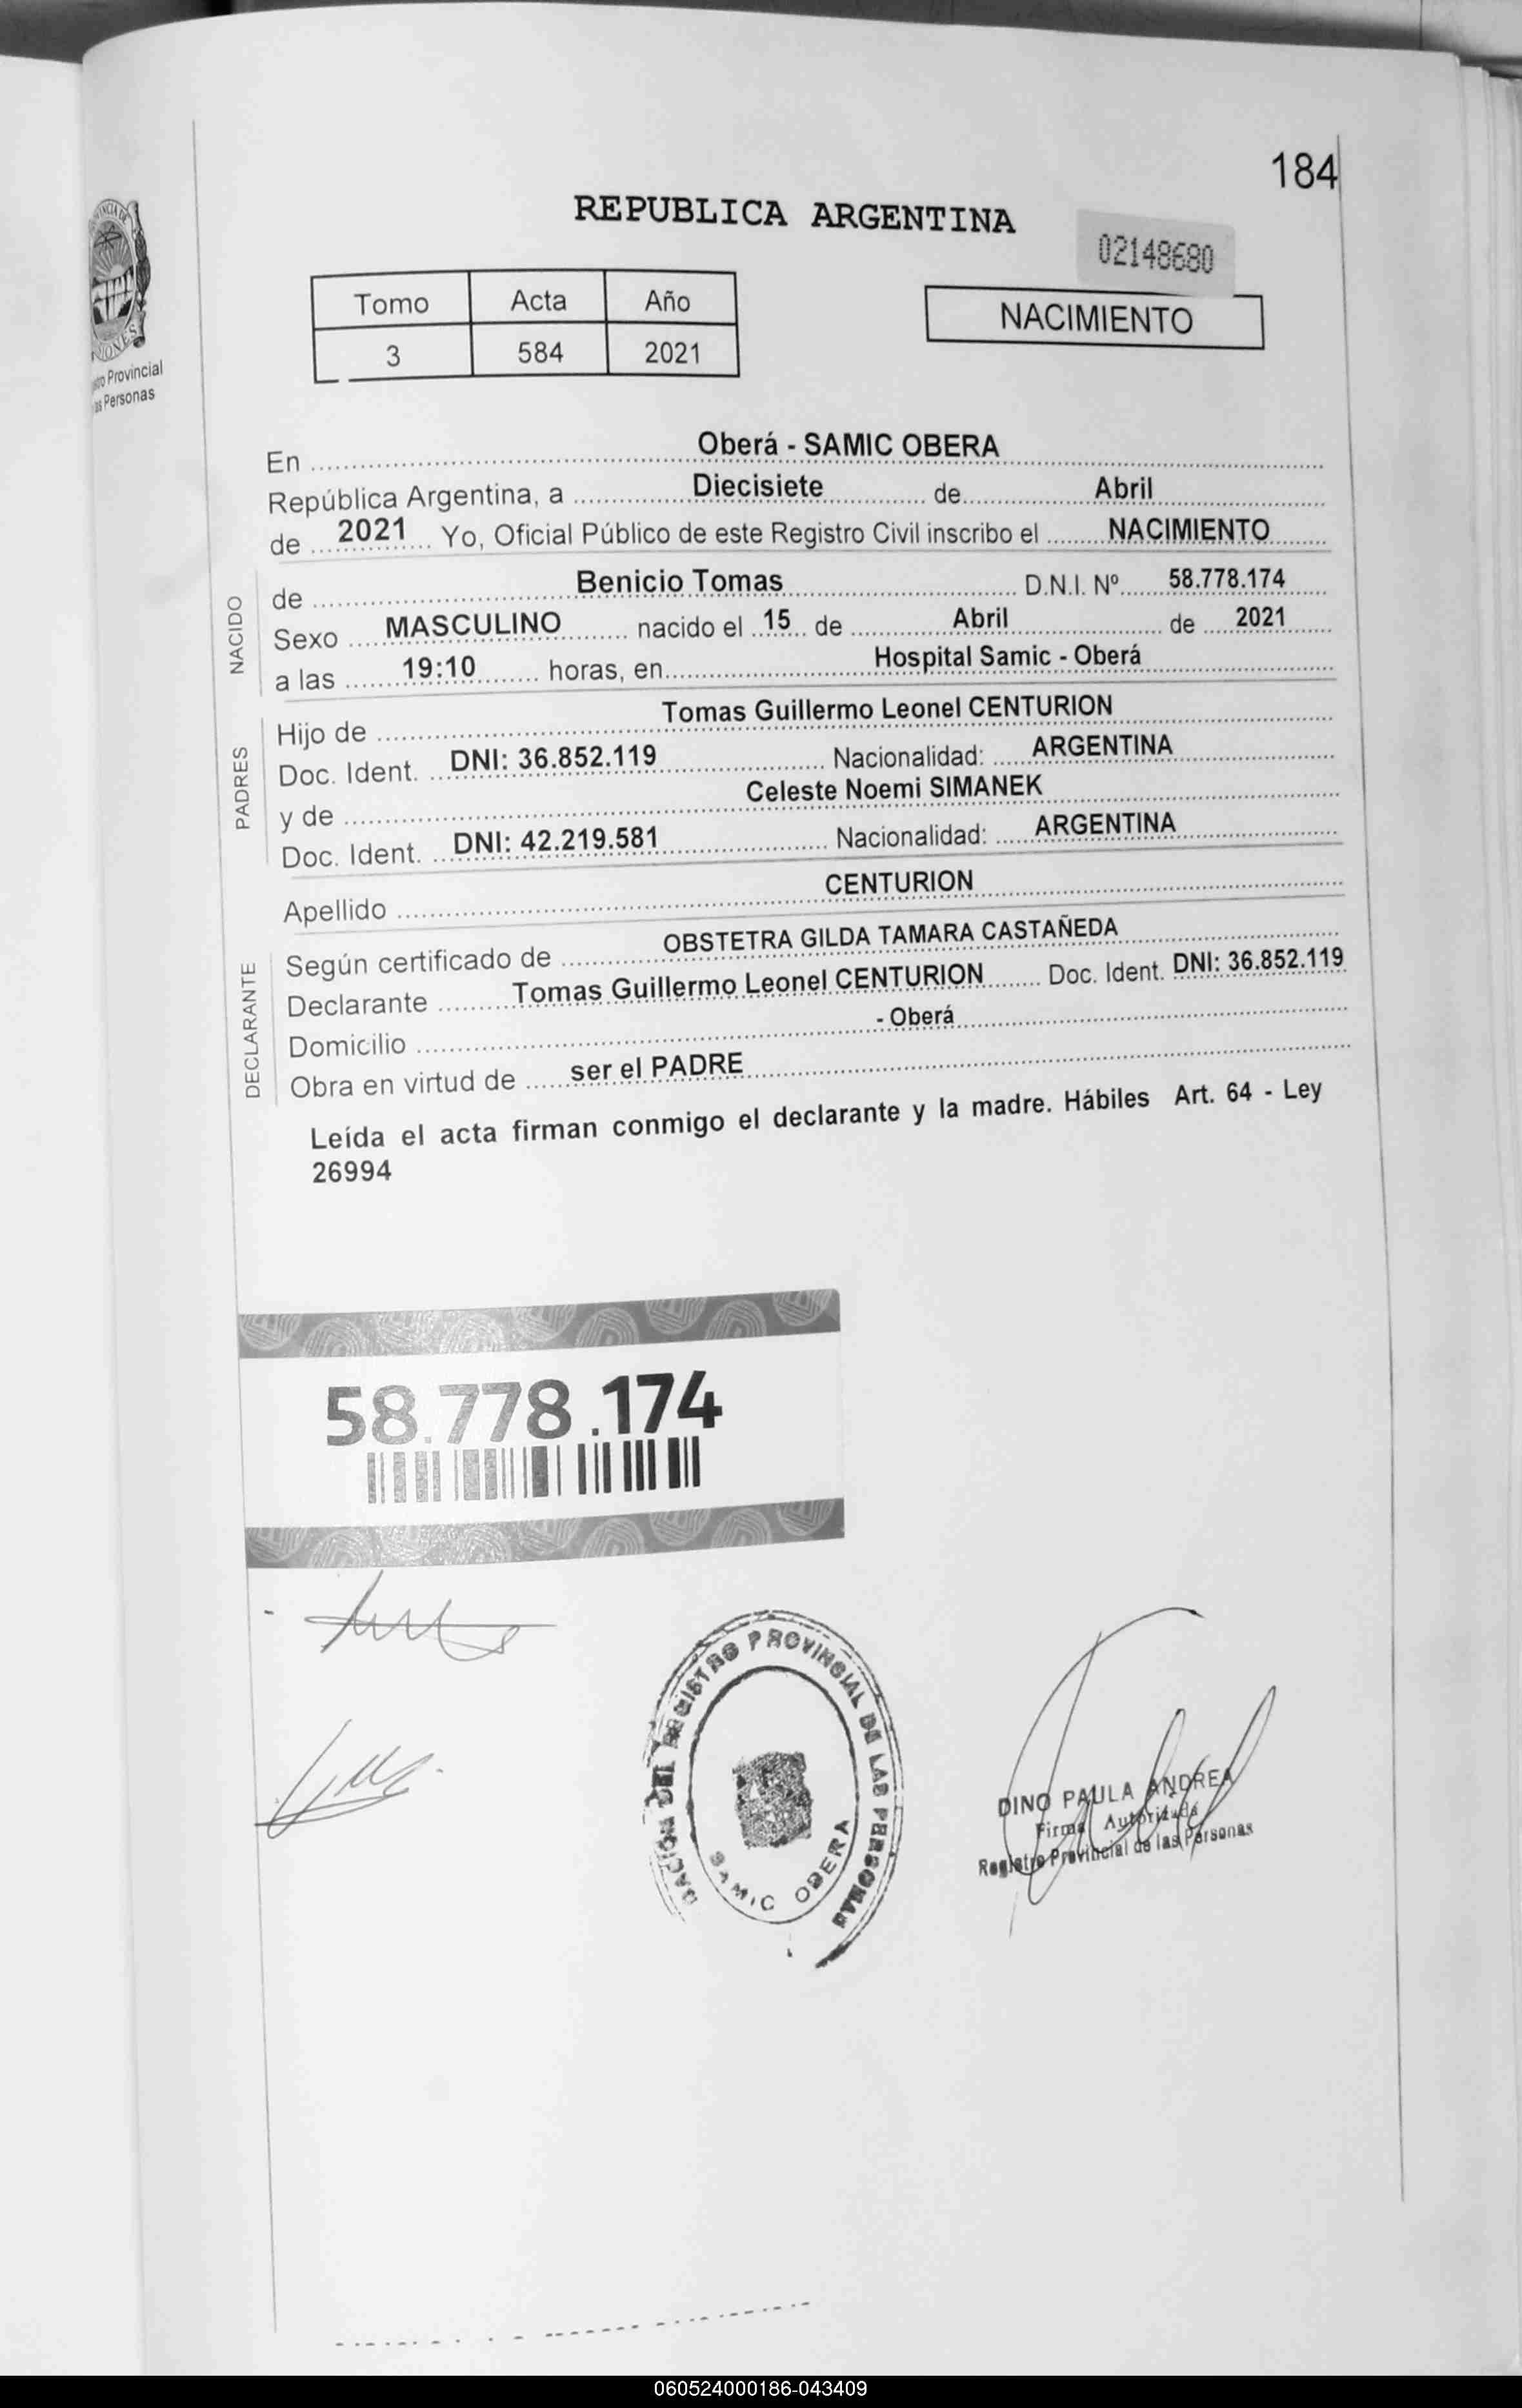 184
REPUBLICA ARGENTINA
02148680
Tomo Acta Año
3 584 2021
NACIMIENTO
Provincial
Personas
En Oberá - SAMIC OBERA
República Argentina, a Diecisiete de Abril
de 2021 Yo, Oficial Público de este Registro Civil inscribo el NACIMIENTO
NACIDO
de Benicio Tomas D.N.I. Nº 58.778.174
Sexo MASCULINO nacido el 15 de Abril de 2021
a las 19:10 horas, en Hospital Samic - Oberá
PADRES
Hijo de Tomas Guillermo Leonel CENTURION
Doc. Ident. DNI: 36.852.119 Nacionalidad: ARGENTINA
y de Celeste Noemi SIMANEK
Doc. Ident. DNI: 42.219.581 Nacionalidad: ARGENTINA
Apellido CENTURION
DECLARANTE
Según certificado de OBSTETRA GILDA TAMARA CASTAÑEDA
Declarante Tomas Guillermo Leonel CENTURION Doc. Ident. DNI: 36.852.119
Domicilio - Oberá
Obra en virtud de ser el PADRE
Leída el acta firman conmigo el declarante y la madre. Hábiles Art. 64 - Ley
26994
58.778.174
REGISTRO PROVINCIAL DE LAS PERSONAS
SAMIC OBERA
DINO PAULA ANDREA
Firma Autorizada
Registro Provincial de las Personas
060524000186-043409